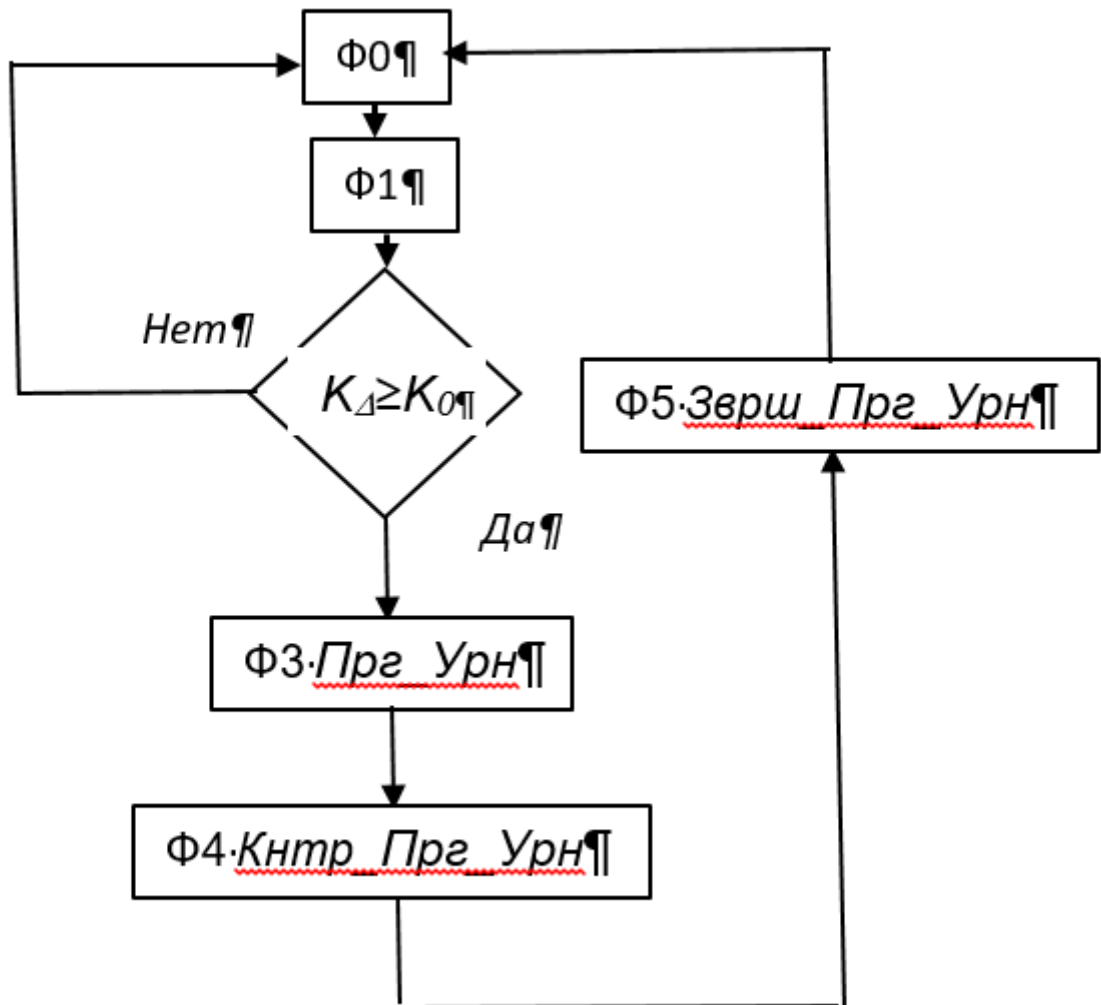 Ф0¶
Ф1¶
Нет¶
K𝛥≥K0¶
Ф5·Зврш_Прг_Урн¶
Да¶
Ф3·Прг_Урн¶
Ф4·Кнтр_Прг_Урн¶